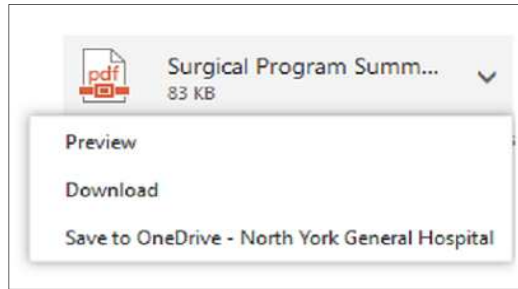 pdf
Surgical Program Summ...
83 KB
Preview
Download
Save to OneDrive - North York General Hospital